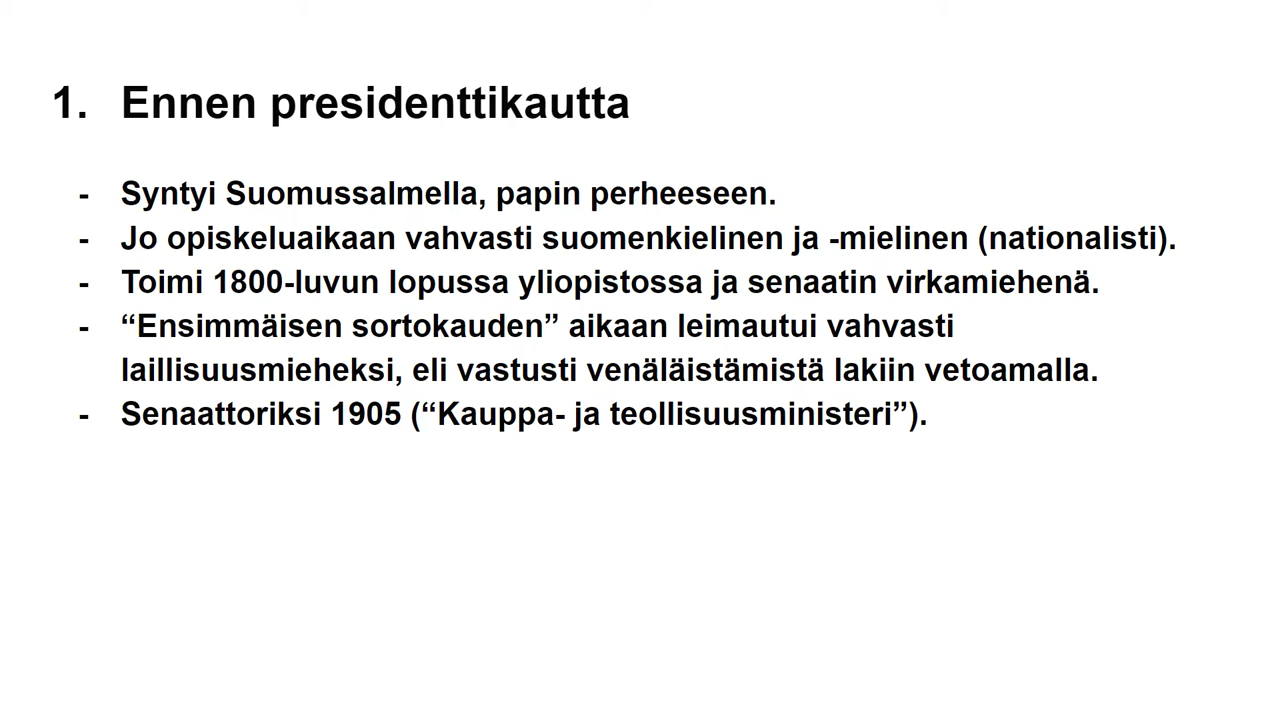 1. Ennen presidenttikautta
- Syntyi Suomussalmella, papin perheeseen.
- Jo opiskeluaikaan vahvasti suomenkielinen ja -mielinen (nationalisti).
- Toimi 1800-luvun lopussa yliopistossa ja senaatin virkamiehenä.
- “Ensimmäisen sortokauden” aikaan leimautui vahvasti
laillisuusmieheksi, eli vastusti venäläistämistä lakiin vetoamalla.
- Senaattoriksi 1905 (“Kauppa- ja teollisuusministeri”).